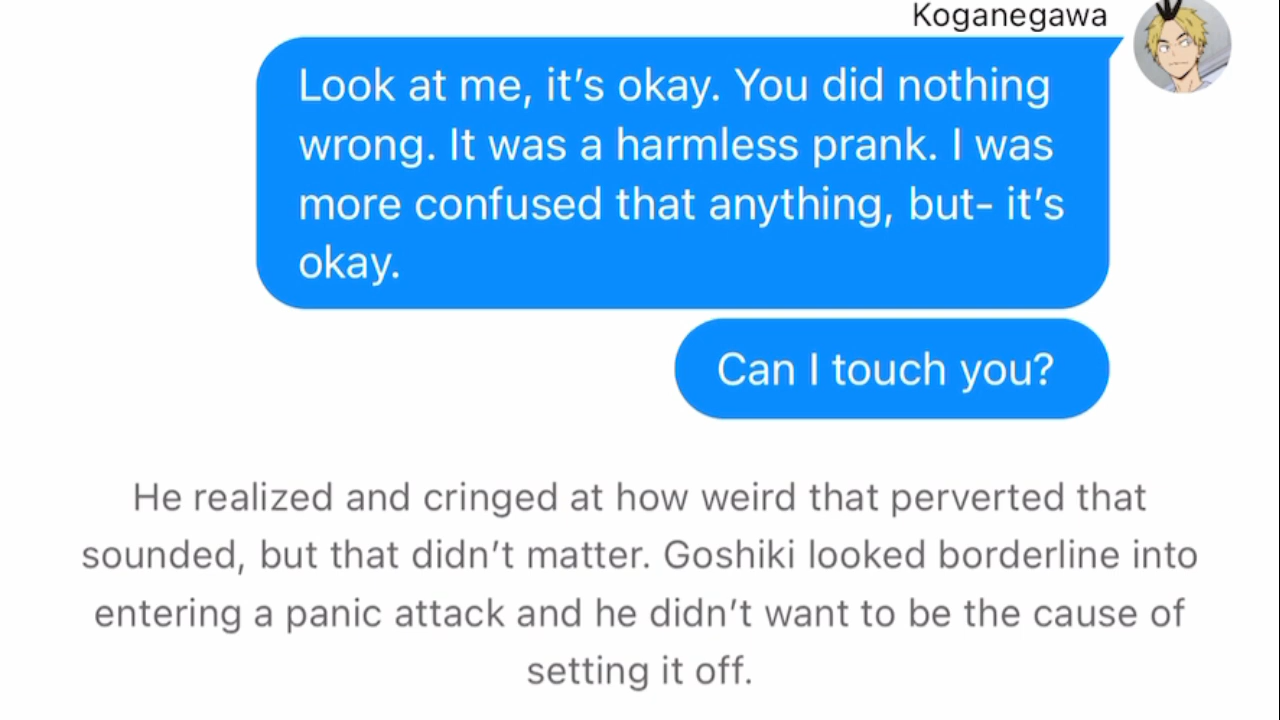 Koganegawa
Look at me, it's okay. You did nothing
wrong. It was a harmless prank. I was
more confused that anything, but- it's
okay.
Can I touch you?
He realized and cringed at how weird that perverted that
sounded, but that didn't matter. Goshiki looked borderline into
entering a panic attack and he didn't want to be the cause of
setting it off.